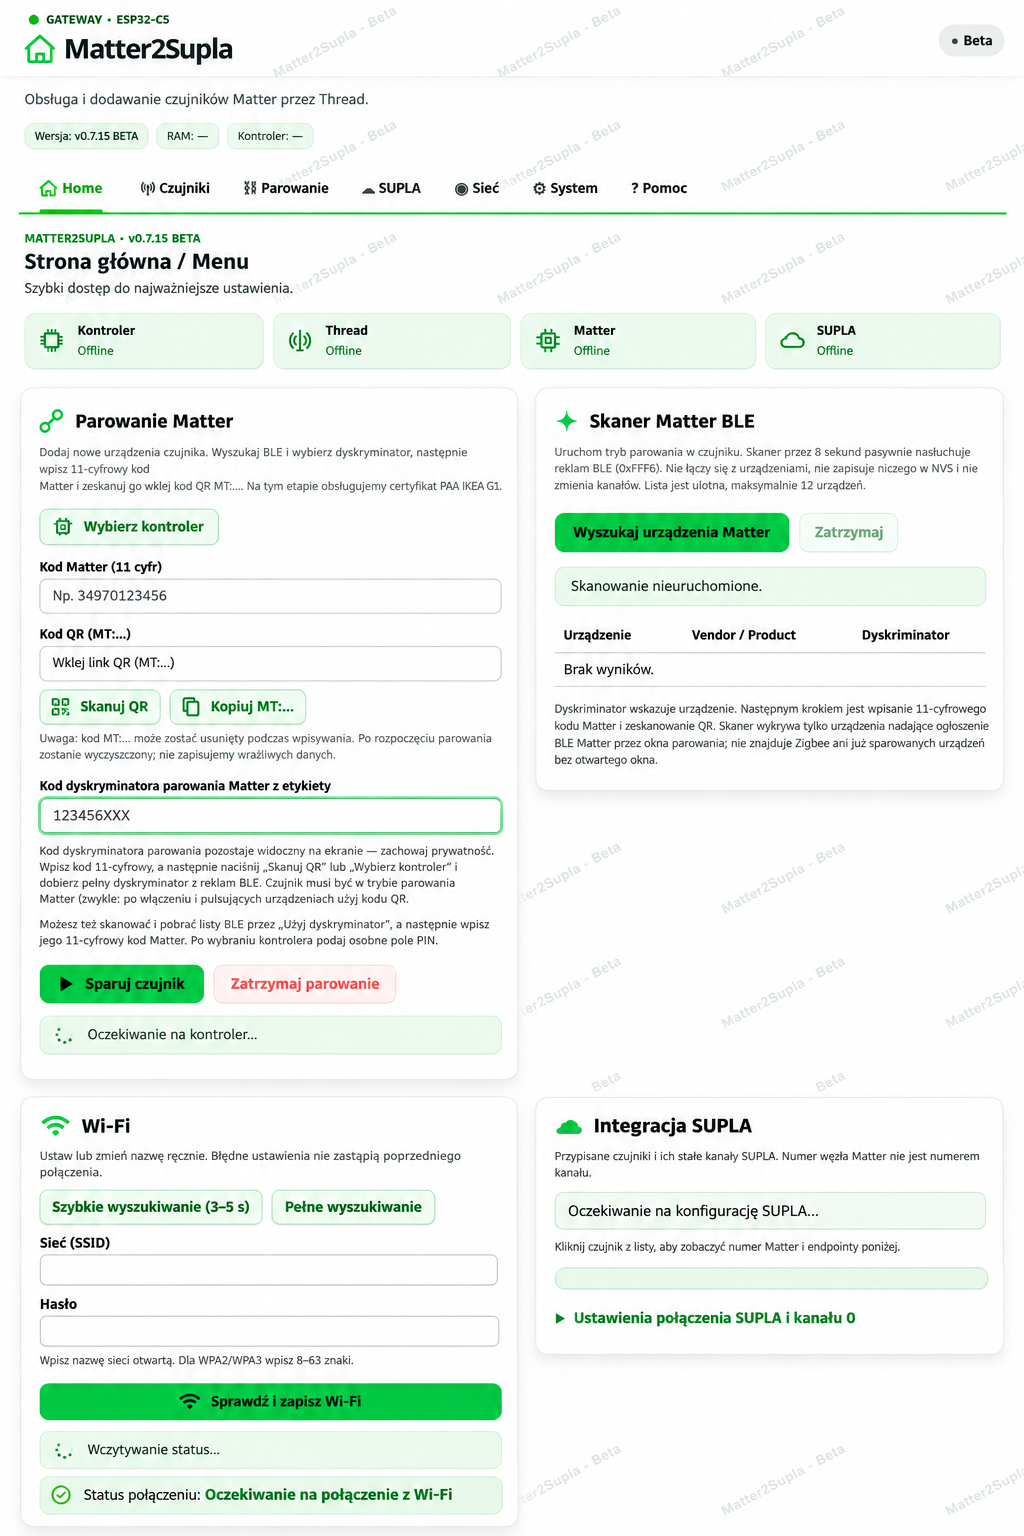 GATEWAY • ESP32-C5
Matter2Supla
• Beta
Obsługa i dodawanie czujników Matter przez Thread.
Wersja: v0.7.15 BETA
RAM: —
Kontroler: —
Home
Czujniki
Parowanie
SUPLA
Sieć
System
? Pomoc
MATTER2SUPLA • v0.7.15 BETA
Strona główna / Menu
Szybki dostęp do najważniejsze ustawienia.
Kontroler
Offline
Thread
Offline
Matter
Offline
SUPLA
Offline
Parowanie Matter
Dodaj nowe urządzenia czujnika. Wyszukaj BLE i wybierz dyskriminator, następnie
wpisz 11-cyfrowy kod
Matter i zeskanuj go wklej kod QR MT:.... Na tym etapie obsługujemy certyfikat PAA IKEA G1.
Wybierz kontroler
Kod Matter (11 cyfr)
Np. 34970123456
Kod QR (MT:...)
Wklej link QR (MT:...)
Skanuj QR
Kopiuj MT:...
Uwaga: kod MT:... może zostać usunięty podczas wpisywania. Po rozpoczęciu parowania
zostanie wyczyszczony; nie zapisujemy wrażliwych danych.
Kod dyskryminatora parowania Matter z etykiety
123456XXX
Kod dyskryminatora parowania pozostaje widoczny na ekranie — zachowaj prywatność.
Wpisz kod 11-cyfrowy, a następnie naciśnij „Skanuj QR” lub „Wybierz kontroler” i
dobierz pełny dyskriminator z reklam BLE. Czujnik musi być w trybie parowania
Matter (zwykle: po włączeniu i pulsujących urządzeniach użyj kodu QR.
Możesz też skanować i pobrać listy BLE przez „Użyj dyskriminator”, a następnie wpisz
jego 11-cyfrowy kod Matter. Po wybraniu kontrolera podaj osobne pole PIN.
Sparuj czujnik
Zatrzymaj parowanie
Oczekiwanie na kontroler...
Skaner Matter BLE
Uruchom tryb parowania w czujniku. Skaner przez 8 sekund pasywnie nasłuchuje
reklam BLE (0xFFF6). Nie łączy się z urządzeniami, nie zapisuje niczego w NVS i nie
zmienia kanałów. Lista jest ulotna, maksymalnie 12 urządzeń.
Wyszukaj urządzenia Matter
Zatrzymaj
Skanowanie nieuruchomione.
Urządzenie
Vendor / Product
Dyskriminator
Brak wyników.
Dyskriminator wskazuje urządzenie. Następnym krokiem jest wpisanie 11-cyfrowego
kodu Matter i zeskanowanie QR. Skaner wykrywa tylko urządzenia nadające ogłoszenie
BLE Matter przez okna parowania; nie znajduje Zigbee ani już sparowanych urządzeń
bez otwartego okna.
Wi-Fi
Ustaw lub zmień nazwę ręcznie. Błędne ustawienia nie zastąpią poprzedniego
połączenia.
Szybkie wyszukiwanie (3–5 s)
Pełne wyszukiwanie
Sieć (SSID)
Hasło
Wpisz nazwę sieci otwartą. Dla WPA2/WPA3 wpisz 8–63 znaki.
Sprawdź i zapisz Wi-Fi
Wczytywanie status...
Status połączeniu: Oczekiwanie na połączenie z Wi-Fi
Integracja SUPLA
Przypisane czujniki i ich stałe kanały SUPLA. Numer węzła Matter nie jest numerem
kanału.
Oczekiwanie na konfigurację SUPLA...
Kliknij czujnik z listy, aby zobaczyć numer Matter i endpointy poniżej.
Ustawienia połączenia SUPLA i kanału 0
Matter2Supla - Beta